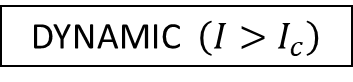 DYNAMIC (I > I_c)